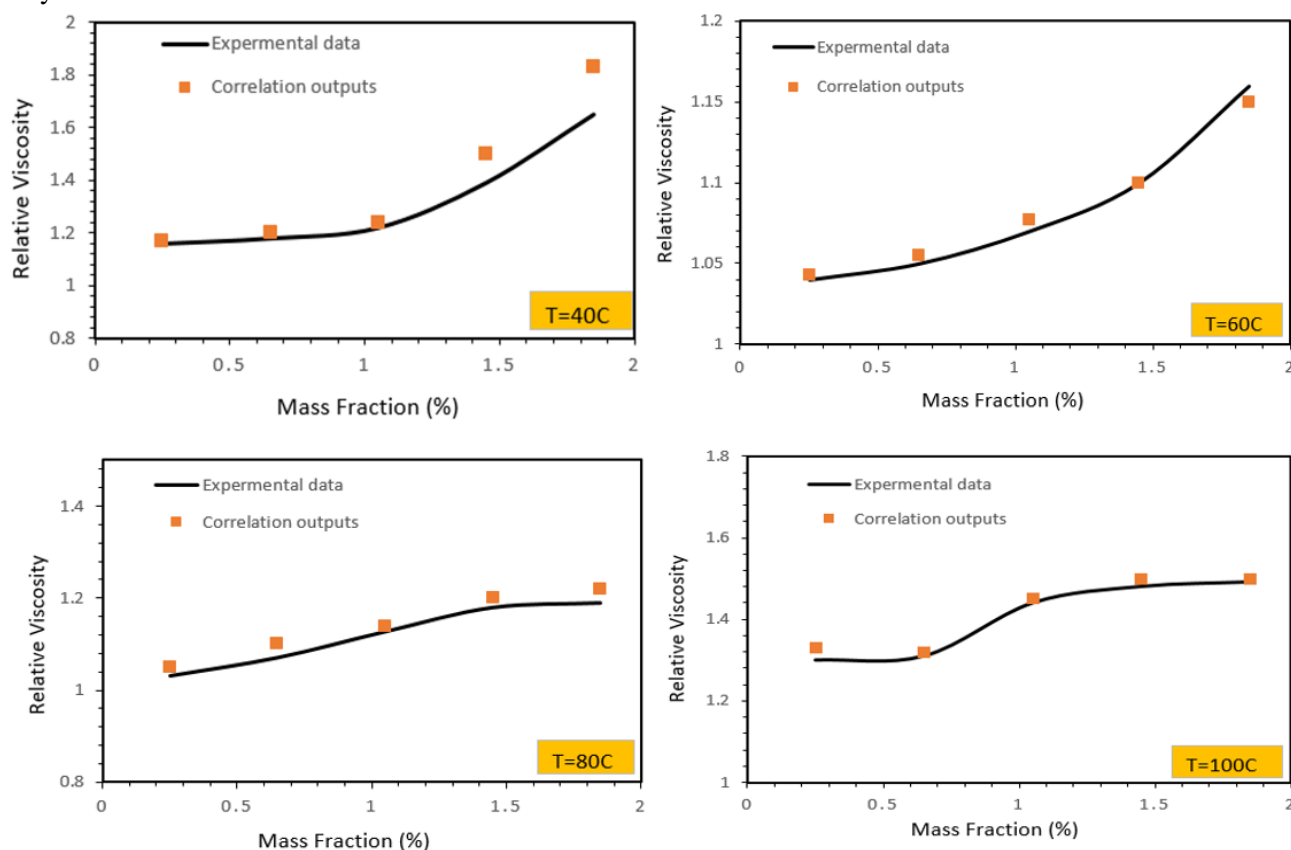 2
1.8
1.6
1.4
1.2
1
0.8
Relative Viscosity
Expermental data
Correlation outputs
T=40C
0
0.5
1
1.5
2
Mass Fraction (%)
1.2
1.15
1.1
1.05
1
Relative Viscosity
Expermental data
Correlation outputs
T=60C
0
0.5
1
1.5
2
Mass Fraction (%)
1.4
1.2
1
0.8
Relative Viscosity
Expermental data
Correlation outputs
T=80C
0
0.5
1
1.5
2
Mass Fraction (%)
1.8
1.6
1.4
1.2
1
Relative Viscosity
Expermental data
Correlation outputs
T=100C
0
0.5
1
1.5
2
Mass Fraction (%)